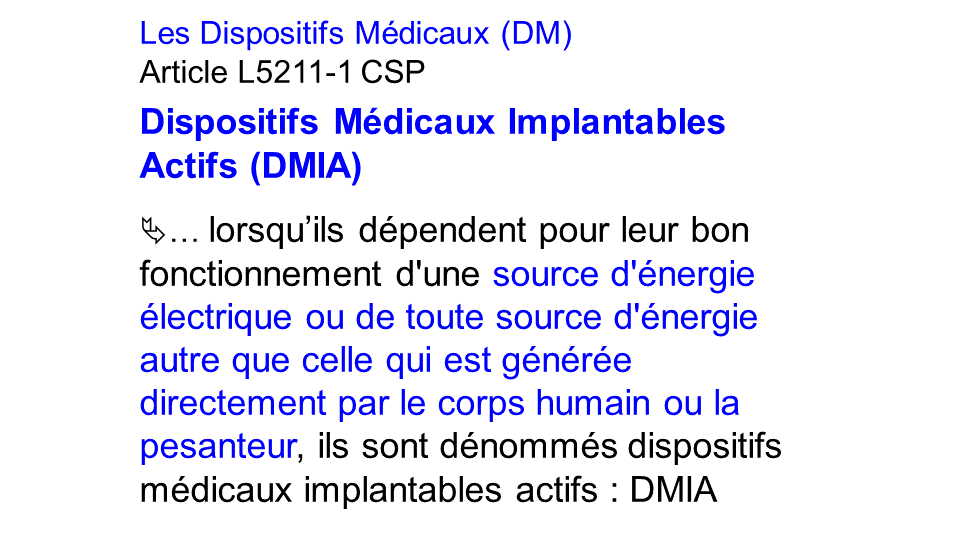 Les Dispositifs Médicaux (DM)
Article L5211-1 CSP
Dispositifs Médicaux Implantables
Actifs (DMIA)
⮱… lorsqu’ils dépendent pour leur bon
fonctionnement d'une source d'énergie
électrique ou de toute source d'énergie
autre que celle qui est générée
directement par le corps humain ou la
pesanteur, ils sont dénommés dispositifs
médicaux implantables actifs : DMIA